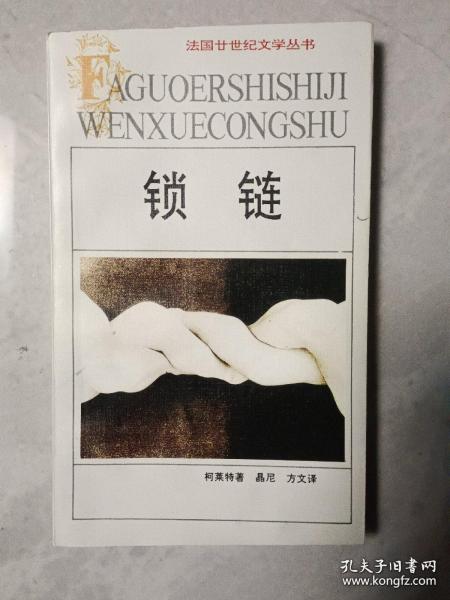 法国廿世纪文学丛书
FAGUOERSHISHIJI
WENXUECONGSHU
锁 链
柯莱特著 晶尼 方文译
孔夫子旧书网
www.kongfz.com